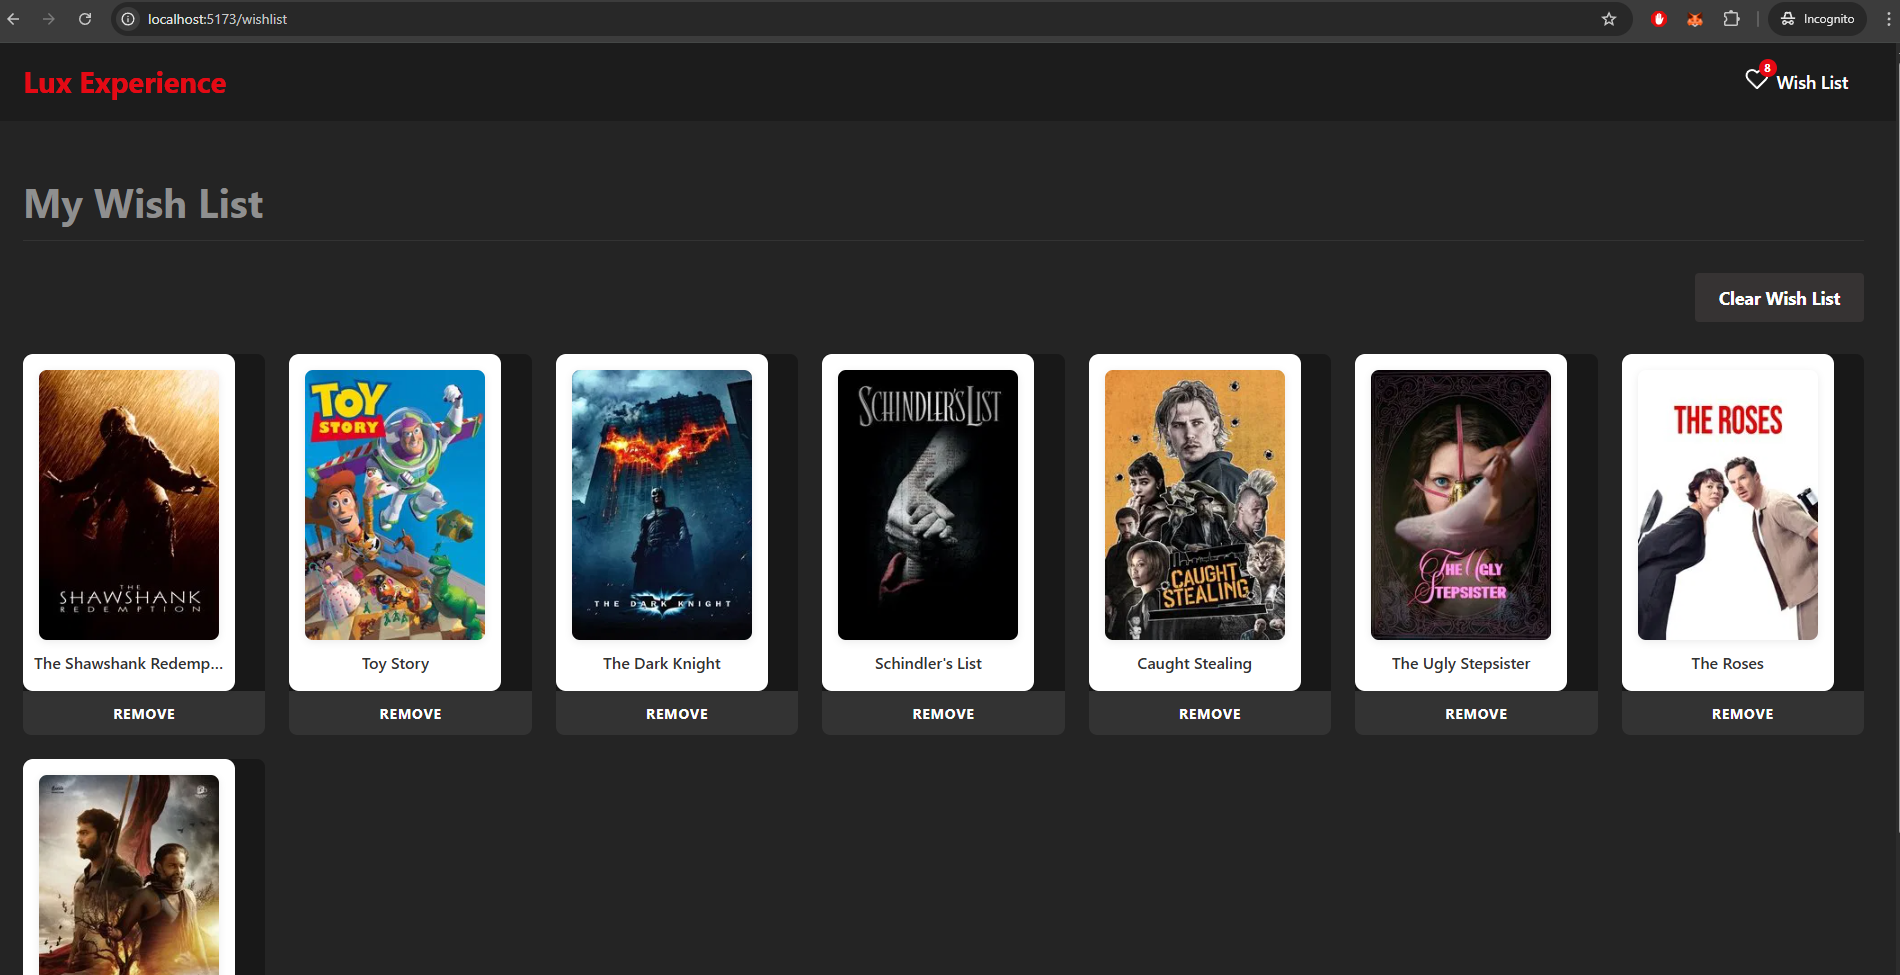 localhost:5173/wishlist
Incognito
Lux Experience
8
Wish List
My Wish List
Clear Wish List
THE
SHAWSHANK
REDEMPTION
TOY
STORY
THE DARK KNIGHT
SCHINDLER'S LIST
CAUGHT
STEALING
THE UGLY
STEPSISTER
THE ROSES
The Shawshank Redemp...
Toy Story
The Dark Knight
Schindler's List
Caught Stealing
The Ugly Stepsister
The Roses
REMOVE
REMOVE
REMOVE
REMOVE
REMOVE
REMOVE
REMOVE